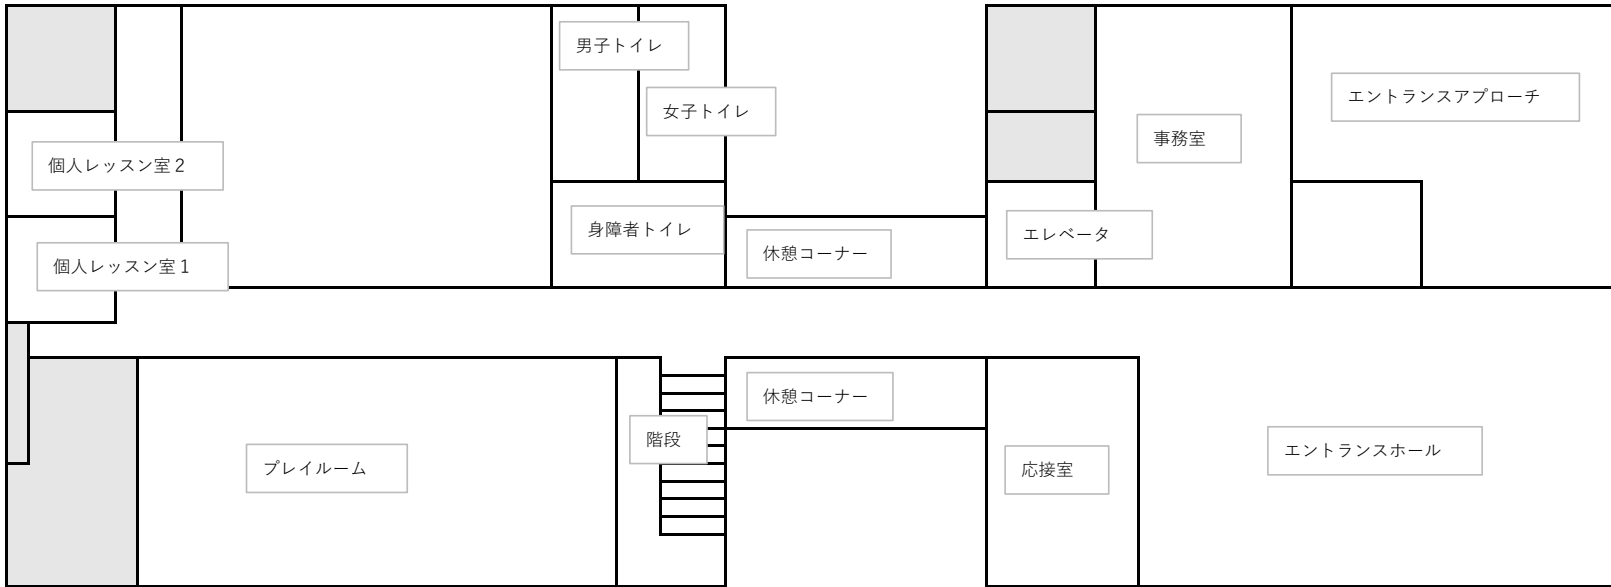 男子トイレ
女子トイレ
エントランスアプローチ
事務室
個人レッスン室２
身障者トイレ
エレベータ
休憩コーナー
個人レッスン室１
休憩コーナー
階段
プレイルーム
応接室
エントランスホール